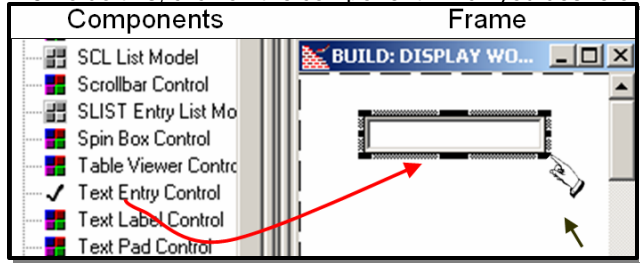 Components
Frame
SCL List Model
Scrollbar Control
SLIST Entry List Mo
Spin Box Control
Table Viewer Contrc
Text Entry Control
Text Label Control
Text Pad Control
BUILD: DISPLAY WO...